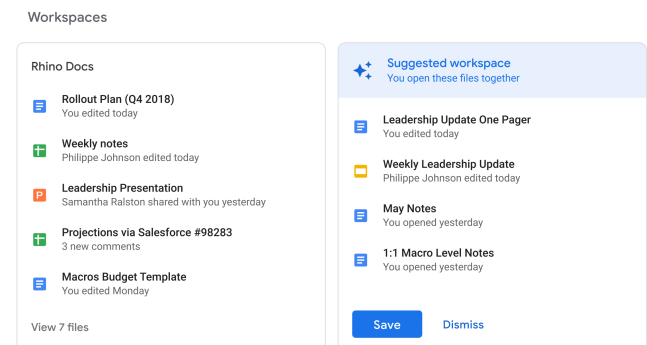 Workspaces
Rhino Docs
Rollout Plan (Q4 2018)
You edited today
Weekly notes
Philippe Johnson edited today
P
Leadership Presentation
Samantha Ralston shared with you yesterday
Projections via Salesforce #98283
3 new comments
Macros Budget Template
You edited Monday
View 7 files
Suggested workspace
You open these files together
Leadership Update One Pager
You edited today
Weekly Leadership Update
Philippe Johnson edited today
May Notes
You opened yesterday
1:1 Macro Level Notes
You opened yesterday
Save
Dismiss